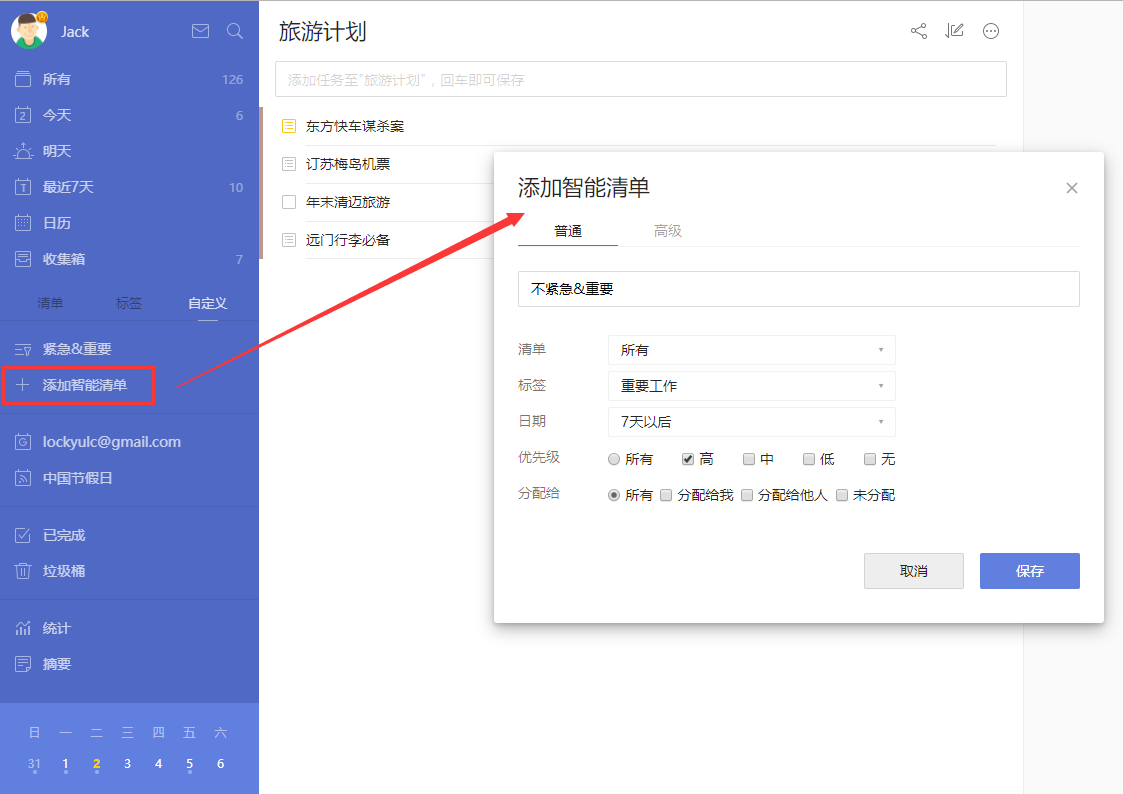 Jack
所有 126
2 今天 6
明天
T 最近7天 10
日历
收集箱 7
清单 标签 自定义
紧急&重要
添加智能清单
G lockyulc@gmail.com
中国节假日
已完成
垃圾桶
统计
摘要
日 一 二 三 四 五 六
31 1 2 3 4 5 6
旅游计划
添加任务至"旅游计划"，回车即可保存
东方快车谋杀案
订苏梅岛机票
年末清迈旅游
远门行李必备
添加智能清单
普通 高级
不紧急&重要
清单 所有
标签 重要工作
日期 7天以后
优先级 所有 高 中 低 无
分配给 所有 分配给我 分配给他人 未分配
取消 保存